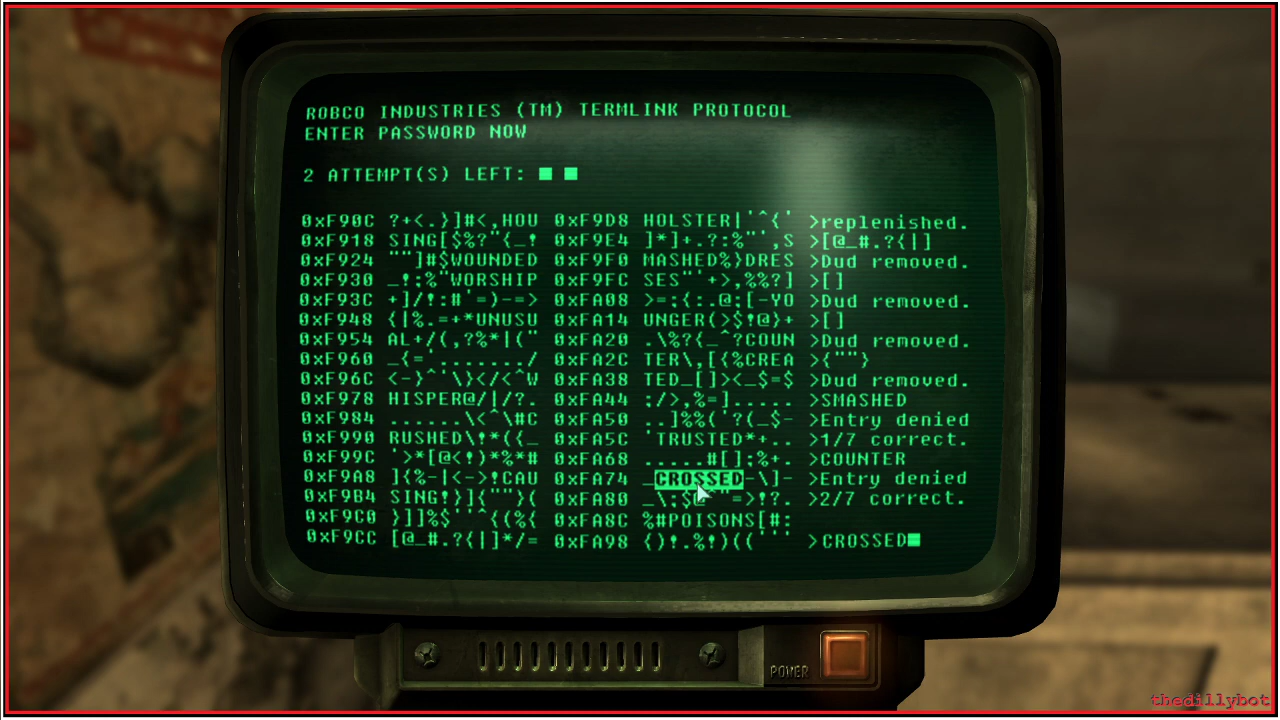 ROBCO INDUSTRIES (TM) TERMLINK PROTOCOL
ENTER PASSWORD NOW
2 ATTEMPT(S) LEFT: ■ ■
0xF90C ?+<.}]#<,HOU 0xF9D8 HOLSTER|'^{' >replenished.
0xF918 SING[$%?"{_! 0xF9E4 ]*]+.?:%"',S >[@_#.?{|]
0xF924 ""]#$WOUNDED 0xF9F0 MASHED%}DRES >Dud removed.
0xF930 _!;%"WORSHIP 0xF9FC SES"'+>,%%?] >[]
0xF93C +]/!:#'=)-=> 0xFA08 >=;{:.@;[-YO >Dud removed.
0xF948 {|%.=+*UNUSU 0xFA14 UNGER(>$!@}+ >[]
0xF954 AL+/(,?%*|(" 0xFA20 .\%?{_^?COUN >Dud removed.
0xF960 _{='......./ 0xFA2C TER\,[{%CREA >{""}
0xF96C <-}^`\}</<^W 0xFA38 TED_[]><_$=$ >Dud removed.
0xF978 HISPER@/|/?. 0xFA44 ;/>,%=]..... >SMASHED
0xF984 ......\<^\#C 0xFA50 ..]%%('?(_$- >Entry denied
0xF990 RUSHED\!*({_ 0xFA5C 'TRUSTED*+.. >1/7 correct.
0xF99C '>*[@<!)*%*# 0xFA68 .....#[];%+. >COUNTER
0xF9A8 ]{%-|<->!CAU 0xFA74 _CROSSED-\]- >Entry denied
0xF9B4 SING!}]{""}( 0xFA80 _\;$@^"=>!?. >2/7 correct.
0xF9C0 }]]%$''^{(%{ 0xFA8C %#POISONS[#:
0xF9CC [@_#.?{|]*/= 0xFA98 {)!.%!)((''' >CROSSED■
POWER
thedillybot